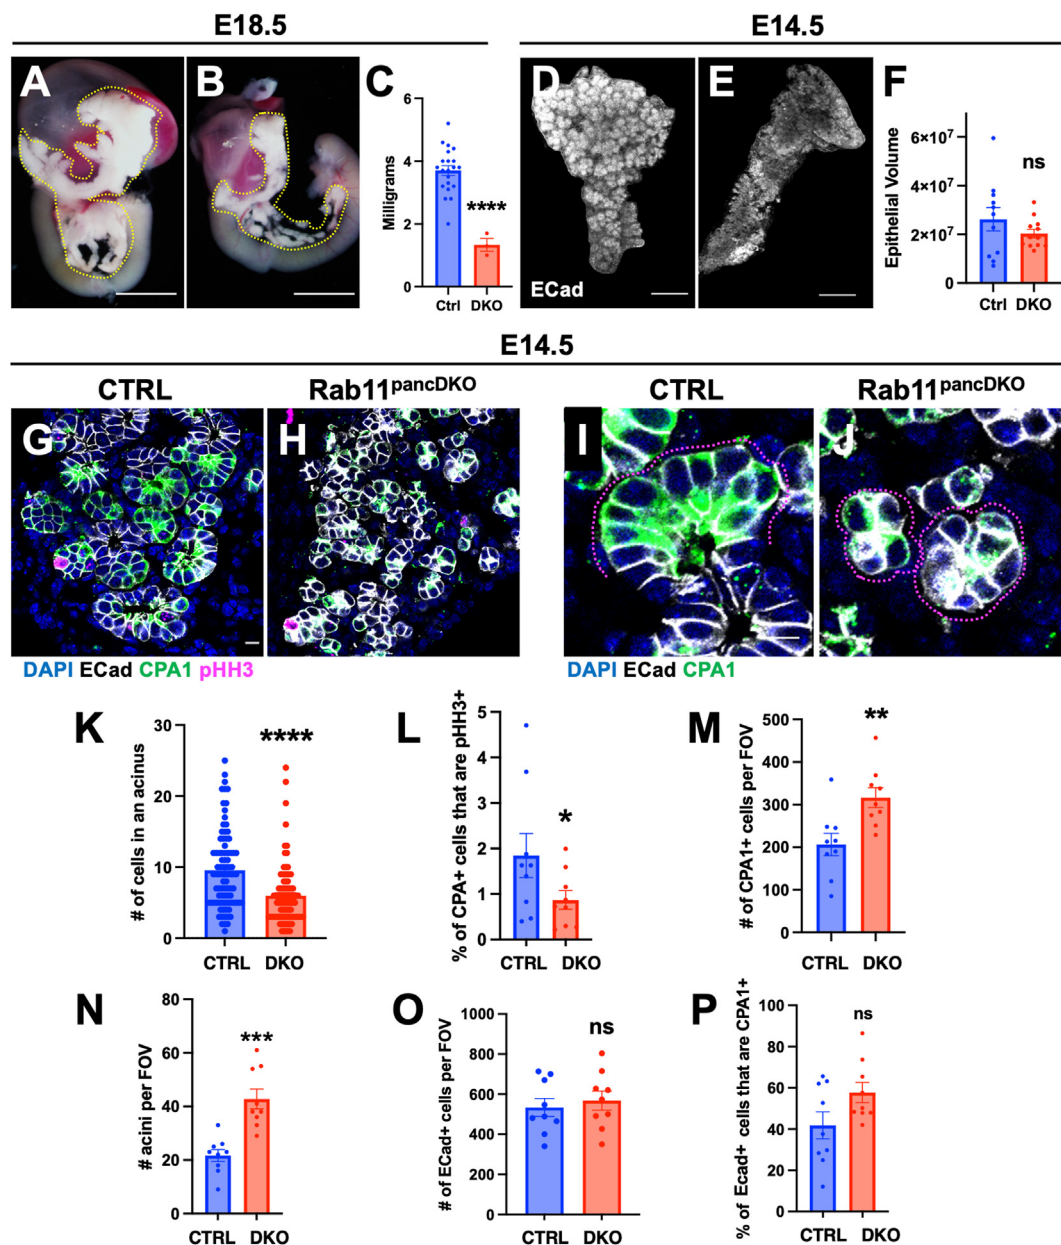 E18.5
E14.5
A
B
C
Milligrams
6
4
2
0
****
Ctrl
DKO
D
ECad
E
F
Epithelial Volume
6×10⁷
4×10⁷
2×10⁷
0
ns
Ctrl
DKO
E14.5
CTRL
Rab11pancDKO
CTRL
Rab11pancDKO
G
H
I
J
DAPI ECad CPA1 pHH3
DAPI ECad CPA1
K
# of cells in an acinus
30
20
10
0
****
CTRL
DKO
L
% of CPA+ cells that are pHH3+
5
4
3
2
1
0
*
CTRL
DKO
M
# of CPA1+ cells per FOV
500
400
300
200
100
0
**
CTRL
DKO
N
# acini per FOV
80
60
40
20
0
***
CTRL
DKO
O
# of ECad+ cells per FOV
1000
800
600
400
200
0
ns
CTRL
DKO
P
% of Ecad+ cells that are CPA1+
100
80
60
40
20
0
ns
CTRL
DKO